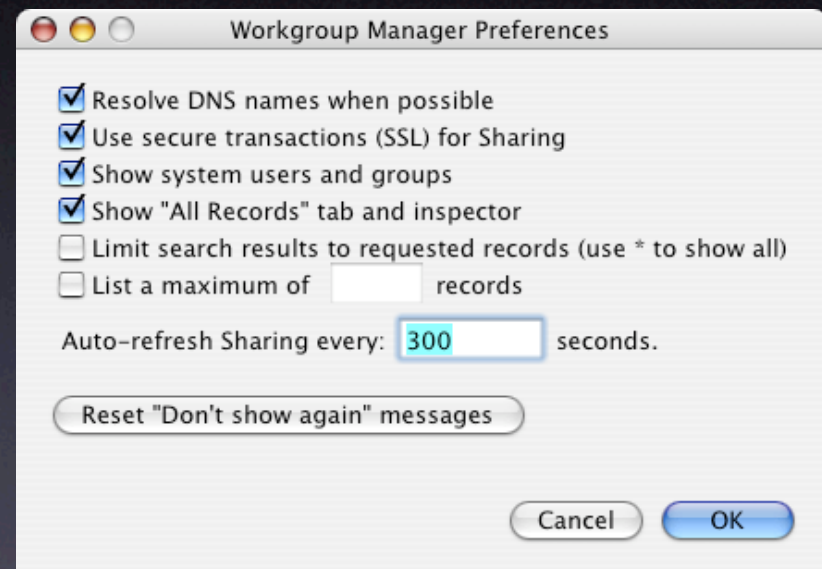 Workgroup Manager Preferences
Resolve DNS names when possible
Use secure transactions (SSL) for Sharing
Show system users and groups
Show "All Records" tab and inspector
Limit search results to requested records (use * to show all)
List a maximum of records
Auto-refresh Sharing every: 300 seconds.
Reset "Don't show again" messages
Cancel OK